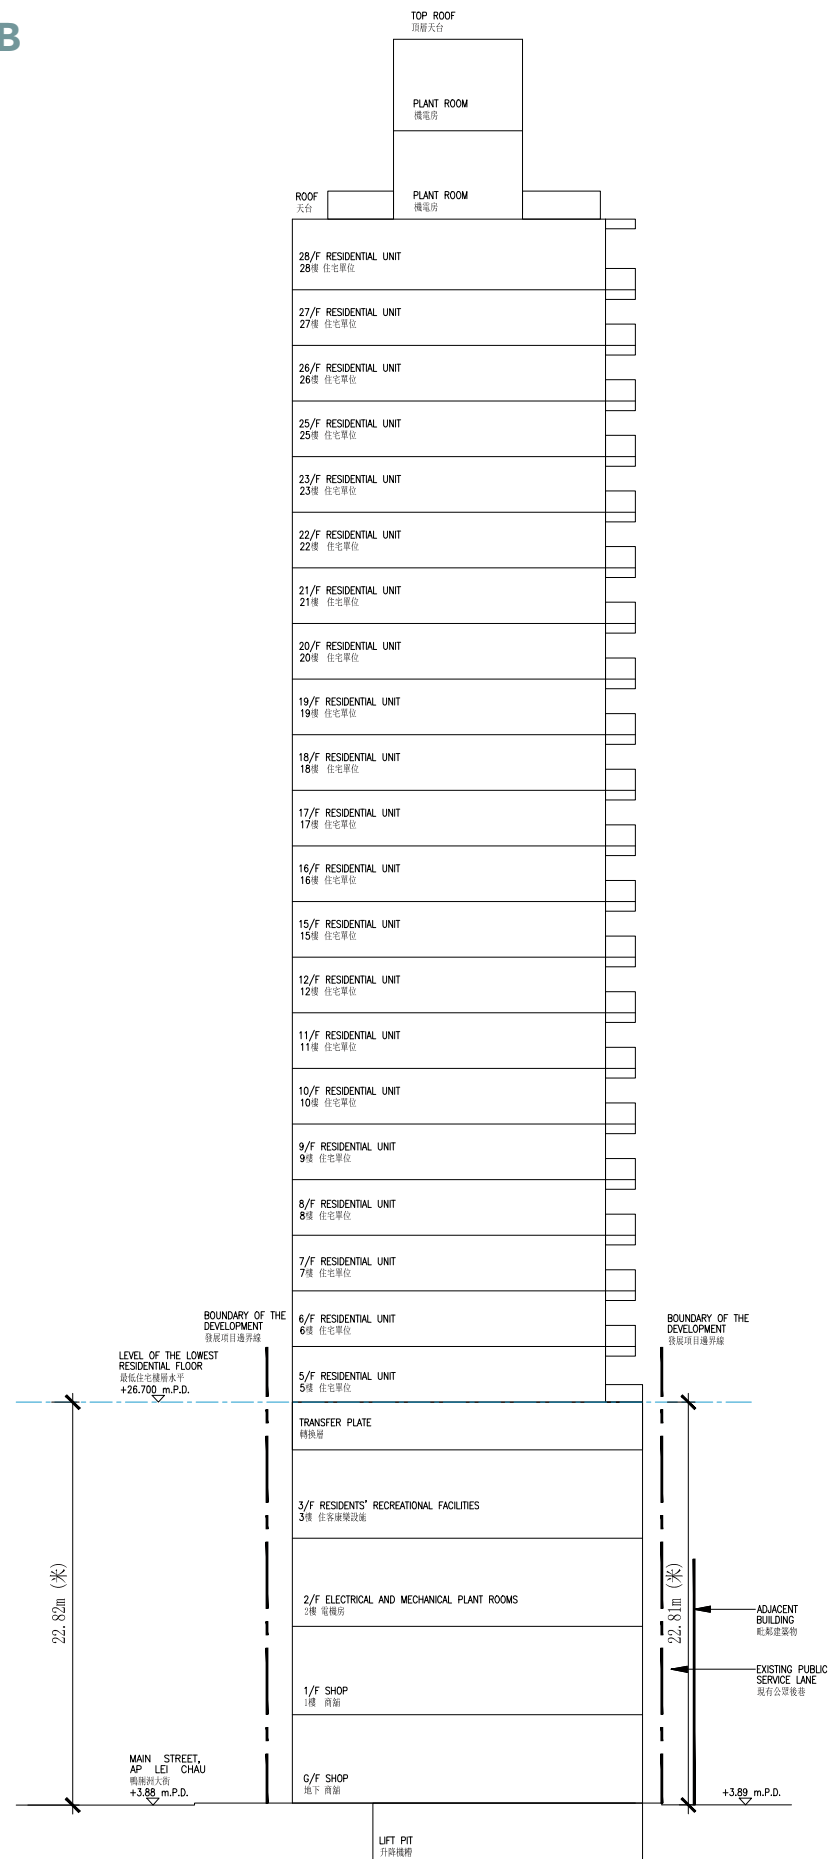 B
TOP ROOF
頂層天台
PLANT ROOM
機電房
ROOF
天台
PLANT ROOM
機電房
28/F RESIDENTIAL UNIT
28樓 住宅單位
27/F RESIDENTIAL UNIT
27樓 住宅單位
26/F RESIDENTIAL UNIT
26樓 住宅單位
25/F RESIDENTIAL UNIT
25樓 住宅單位
23/F RESIDENTIAL UNIT
23樓 住宅單位
22/F RESIDENTIAL UNIT
22樓 住宅單位
21/F RESIDENTIAL UNIT
21樓 住宅單位
20/F RESIDENTIAL UNIT
20樓 住宅單位
19/F RESIDENTIAL UNIT
19樓 住宅單位
18/F RESIDENTIAL UNIT
18樓 住宅單位
17/F RESIDENTIAL UNIT
17樓 住宅單位
16/F RESIDENTIAL UNIT
16樓 住宅單位
15/F RESIDENTIAL UNIT
15樓 住宅單位
12/F RESIDENTIAL UNIT
12樓 住宅單位
11/F RESIDENTIAL UNIT
11樓 住宅單位
10/F RESIDENTIAL UNIT
10樓 住宅單位
9/F RESIDENTIAL UNIT
9樓 住宅單位
8/F RESIDENTIAL UNIT
8樓 住宅單位
7/F RESIDENTIAL UNIT
7樓 住宅單位
6/F RESIDENTIAL UNIT
6樓 住宅單位
BOUNDARY OF THE
DEVELOPMENT
發展項目邊界線
BOUNDARY OF THE
DEVELOPMENT
發展項目邊界線
LEVEL OF THE LOWEST
RESIDENTIAL FLOOR
最低住宅樓層水平
+26.700 m.P.D.
5/F RESIDENTIAL UNIT
5樓 住宅單位
TRANSFER PLATE
轉換層
3/F RESIDENTS' RECREATIONAL FACILITIES
3樓 住客康樂設施
2/F ELECTRICAL AND MECHANICAL PLANT ROOMS
2樓 電機房
22.82m (米)
22.81m (米)
ADJACENT
BUILDING
毗鄰建築物
EXISTING PUBLIC
SERVICE LANE
現有公眾後巷
1/F SHOP
1樓 商舖
MAIN STREET,
AP LEI CHAU
鴨脷洲大街
+3.88 m.P.D.
G/F SHOP
地下 商舖
+3.89 m.P.D.
LIFT PIT
升降機槽